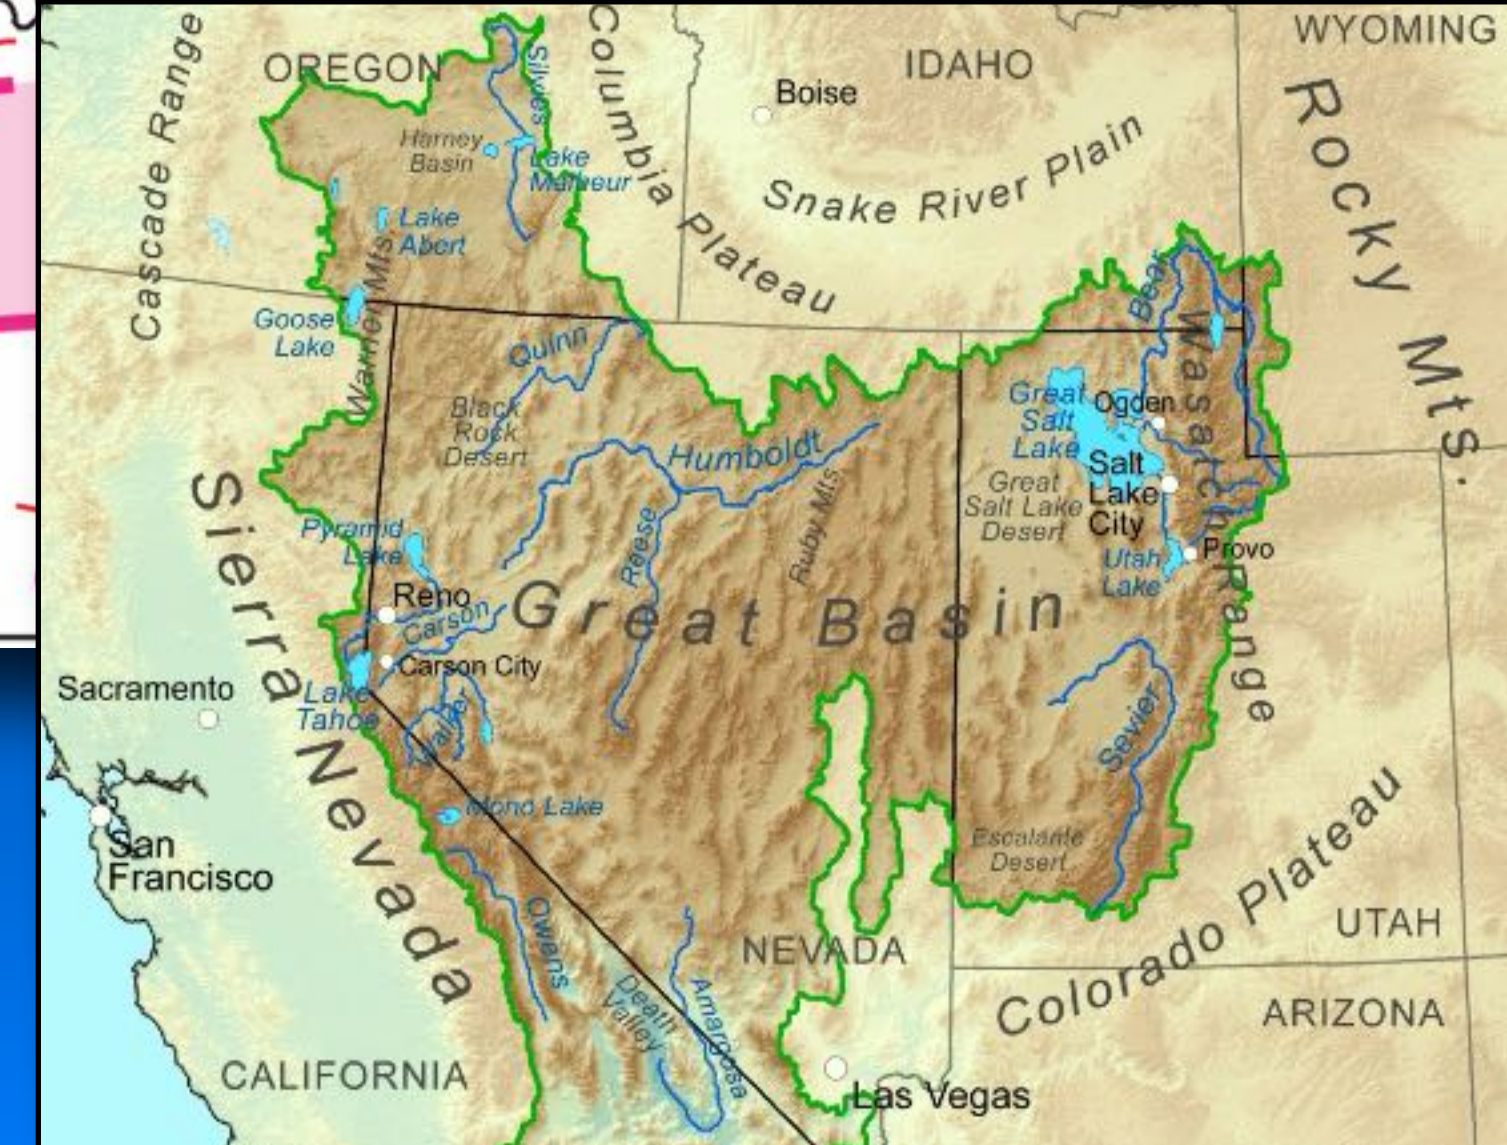 WYOMING
OREGON
IDAHO
Boise
Silvies
Columbia Plateau
Cascade Range
Rocky Mts.
Harney
Basin
Lake
Malheur
Snake River Plain
Lake
Abert
Warner Mts
Goose
Lake
Bear
Quinn
Black
Rock
Desert
Great
Salt
Lake
Ogden
Wasatch Range
Humboldt
Salt
Lake
City
Great
Salt Lake
Desert
Ruby Mts
Reese
Pyramid
Lake
Utah
Lake
Provo
Sierra Nevada
Reno
Carson
Great Basin
Carson City
Sacramento
Lake
Tahoe
Walker
Sevier
Mono Lake
San
Francisco
Escalante
Desert
Owens
NEVADA
UTAH
Colorado Plateau
Death
Valley
Amargosa
ARIZONA
CALIFORNIA
Las Vegas